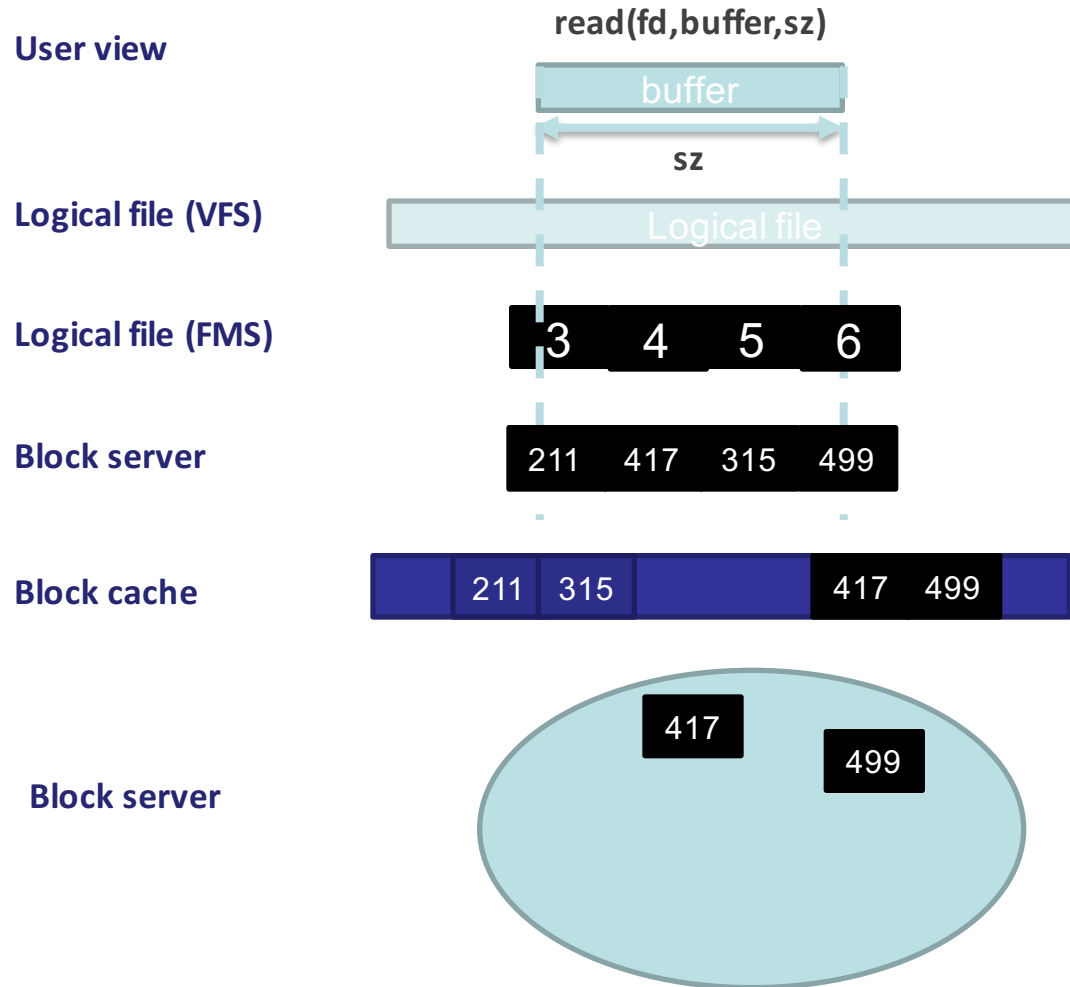 read(fd,buffer,sz)
User view
buffer
sz
Logical file (VFS)
Logical file
Logical file (FMS)
3 4 5 6
Block server
211 417 315 499
Block cache
211 315 417 499
417
499
Block server